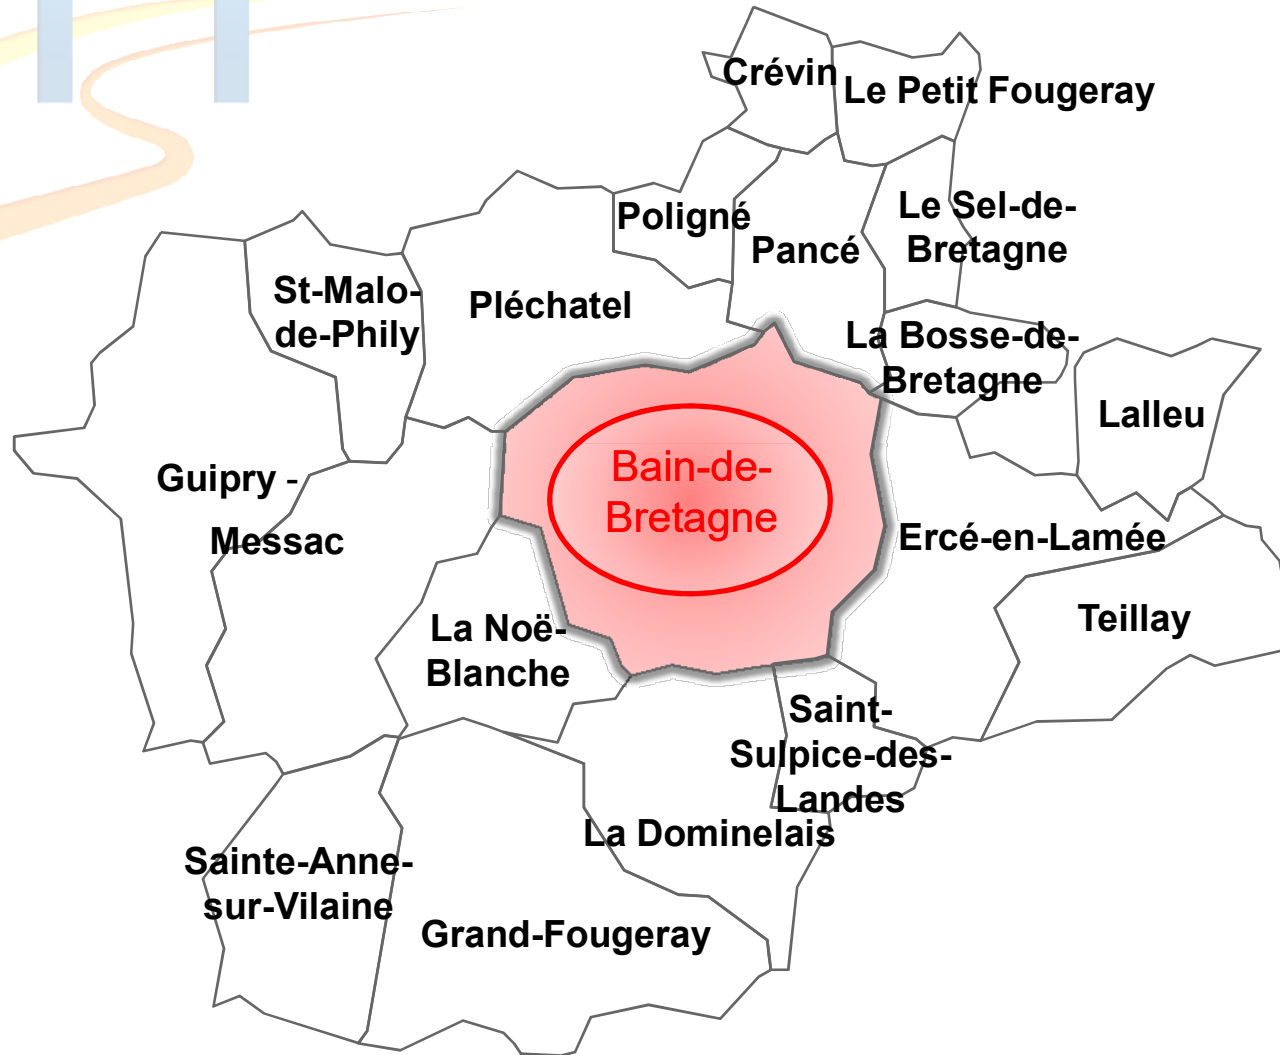 Crévin
Le Petit Fougeray
Poligné
Pancé
Le Sel-de-
Bretagne
St-Malo-
de-Phily
Pléchatel
La Bosse-de-
Bretagne
Lalleu
Guipry -
Messac
Bain-de-
Bretagne
Ercé-en-Lamée
Teillay
La Noë-
Blanche
Saint-
Sulpice-des-
Landes
La Dominelais
Sainte-Anne-
sur-Vilaine
Grand-Fougeray